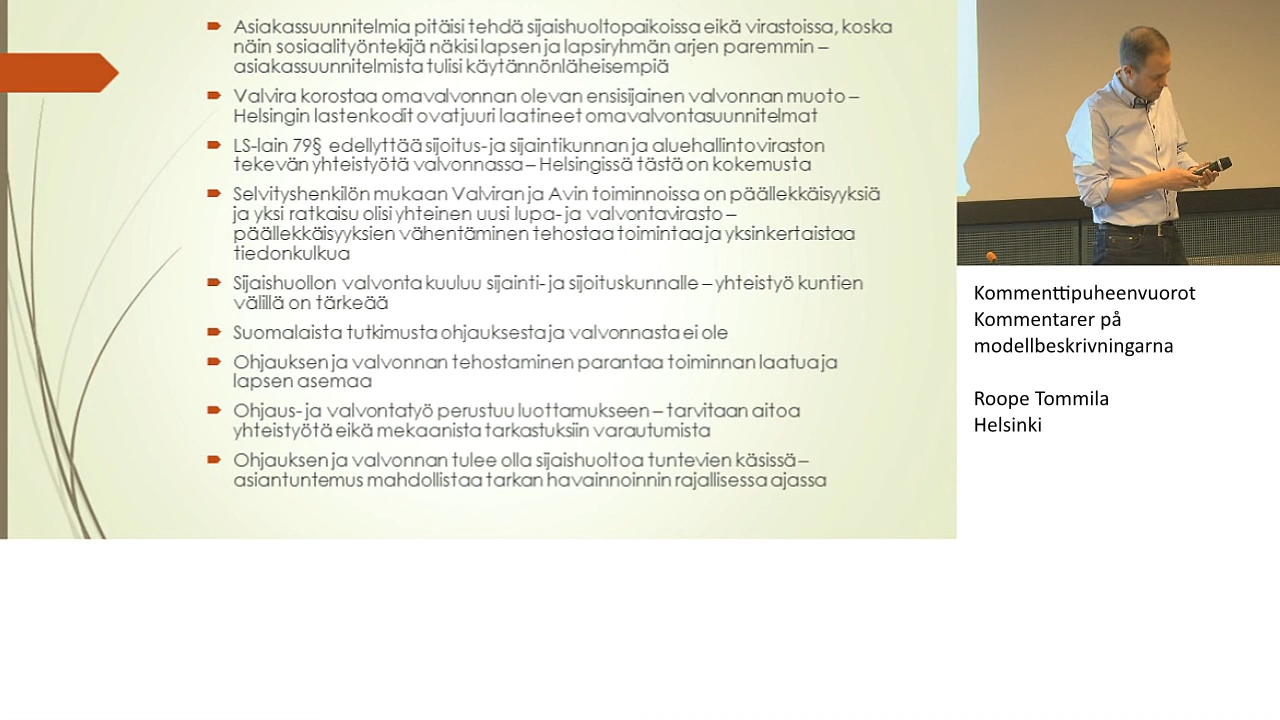 Asiakassuunnitelmia pitäisi tehdä sijaishuoltopaikoissa eikä virastoissa, koska
näin sosiaalityöntekijä näkisi lapsen ja lapsiryhmän arjen paremmin –
asiakassuunnitelmista tulisi käytännönläheisempiä
Valvira korostaa omavalvonnan olevan ensisijainen valvonnan muoto –
Helsingin lastenkodit ovat juuri laatineet omavalvontasuunnitelmat
LS-lain 79§ edellyttää sijoitus- ja sijaintikunnan ja aluehallintoviraston
tekevän yhteistyötä valvonnassa – Helsingissä tästä on kokemusta
Selvityshenkilön mukaan Valviran ja Avin toiminnoissa on päällekkäisyyksiä
ja yksi ratkaisu olisi yhteinen uusi lupa- ja valvontavirasto –
päällekkäisyyksien vähentäminen tehostaa toimintaa ja yksinkertaistaa
tiedonkulkua
Sijaishuollon valvonta kuuluu sijainti- ja sijoituskunnalle – yhteistyö kuntien
välillä on tärkeää
Suomalaista tutkimusta ohjauksesta ja valvonnasta ei ole
Ohjauksen ja valvonnan tehostaminen parantaa toiminnan laatua ja
lapsen asemaa
Ohjaus- ja valvontatyö perustuu luottamukseen – tarvitaan aitoa
yhteistyötä eikä mekaanista tarkastuksiin varautumista
Ohjauksen ja valvonnan tulee olla sijaishuoltoa tuntevien käsissä –
asiantuntemus mahdollistaa tarkan havainnoinnin rajallisessa ajassa
Kommenttipuheenvuorot
Kommentarer på
modellbeskrivningarna
Roope Tommila
Helsinki